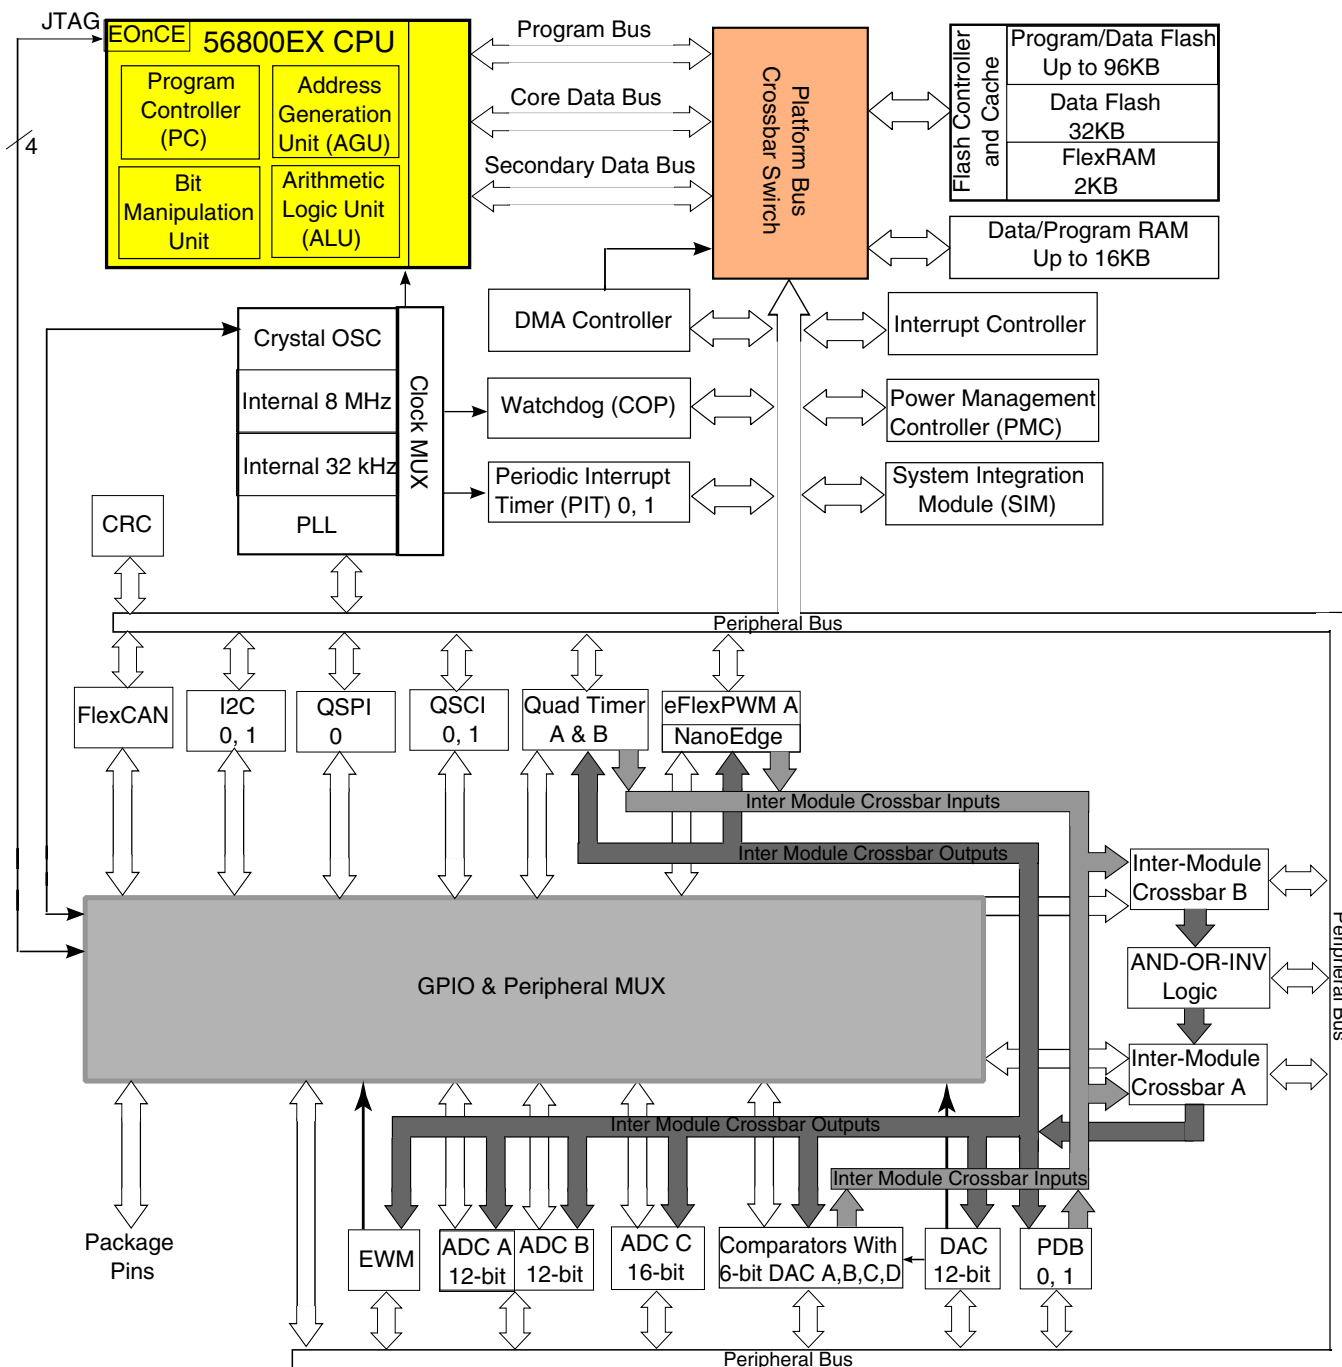 JTAG
EOnCE
56800EX CPU
Program
Controller
(PC)
Address
Generation
Unit (AGU)
Bit
Manipulation
Unit
Arithmetic
Logic Unit
(ALU)
4
Program Bus
Core Data Bus
Secondary Data Bus
Platform Bus
Crossbar Swirch
Flash Controller
and Cache
Program/Data Flash
Up to 96KB
Data Flash
32KB
FlexRAM
2KB
Data/Program RAM
Up to 16KB
DMA Controller
Interrupt Controller
Crystal OSC
Internal 8 MHz
Internal 32 kHz
PLL
Clock MUX
Watchdog (COP)
Power Management
Controller (PMC)
Periodic Interrupt
Timer (PIT) 0, 1
System Integration
Module (SIM)
CRC
Peripheral Bus
FlexCAN
I2C
0, 1
QSPI
0
QSCI
0, 1
Quad Timer
A & B
eFlexPWM A
NanoEdge
Inter Module Crossbar Inputs
Inter Module Crossbar Outputs
Inter-Module
Crossbar B
AND-OR-INV
Logic
Inter-Module
Crossbar A
Peripheral Bus
GPIO & Peripheral MUX
Inter Module Crossbar Outputs
Inter Module Crossbar Inputs
Package
Pins
EWM
ADC A
12-bit
ADC B
12-bit
ADC C
16-bit
Comparators With
6-bit DAC A,B,C,D
DAC
12-bit
PDB
0, 1
Peripheral Bus